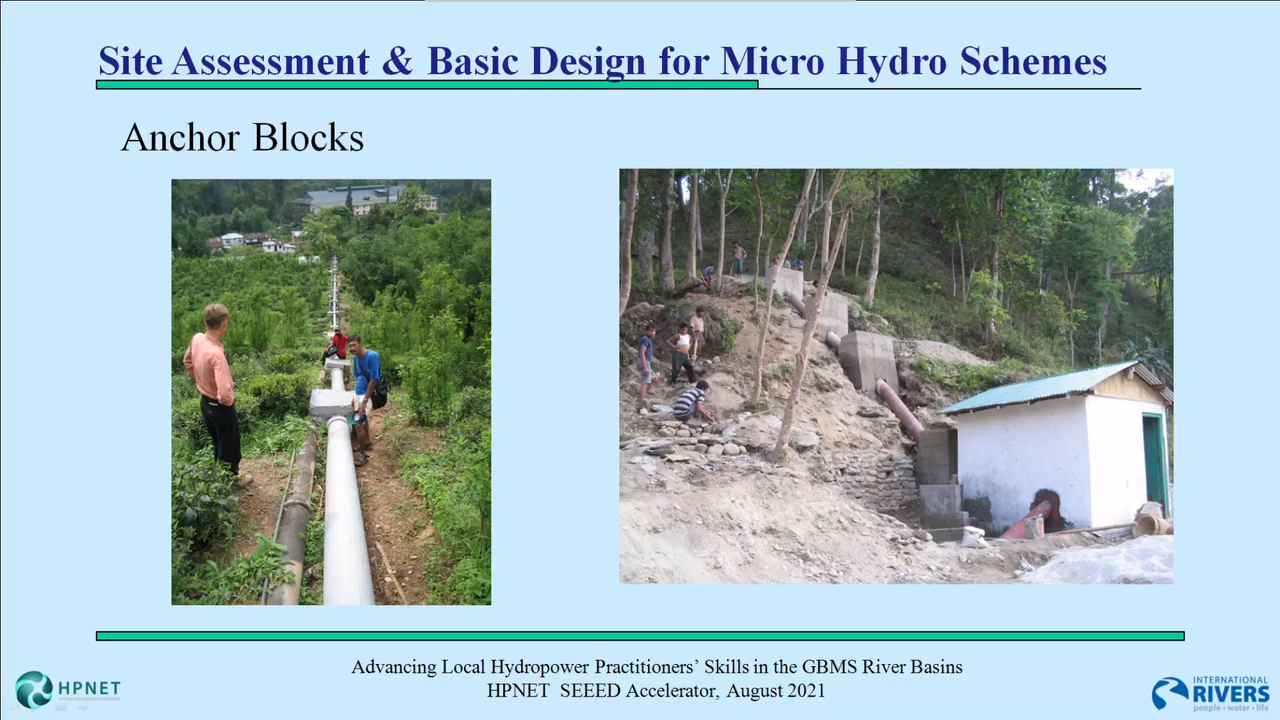 Site Assessment & Basic Design for Micro Hydro Schemes
Anchor Blocks
Advancing Local Hydropower Practitioners’ Skills in the GBMS River Basins
HPNET SEEED Accelerator, August 2021
HPNET
INTERNATIONAL
RIVERS
people • water • life